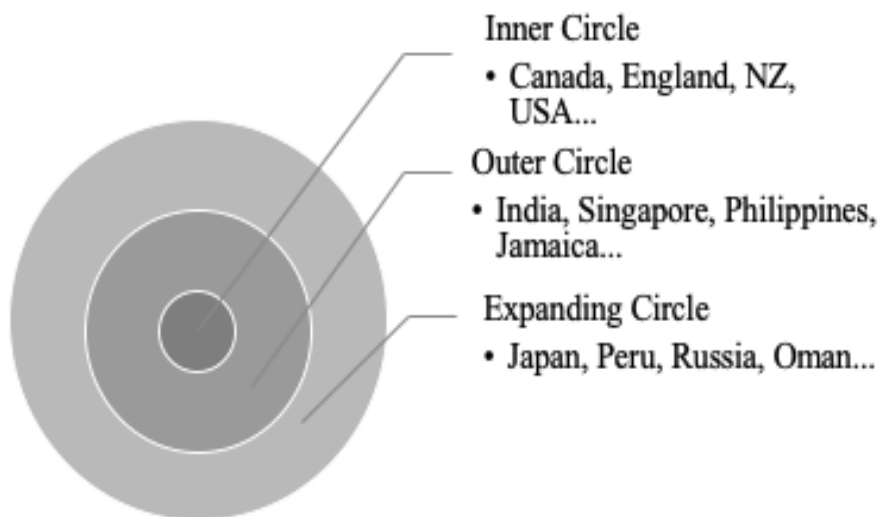 Inner Circle
• Canada, England, NZ,
USA...
Outer Circle
• India, Singapore, Philippines,
Jamaica...
Expanding Circle
• Japan, Peru, Russia, Oman...